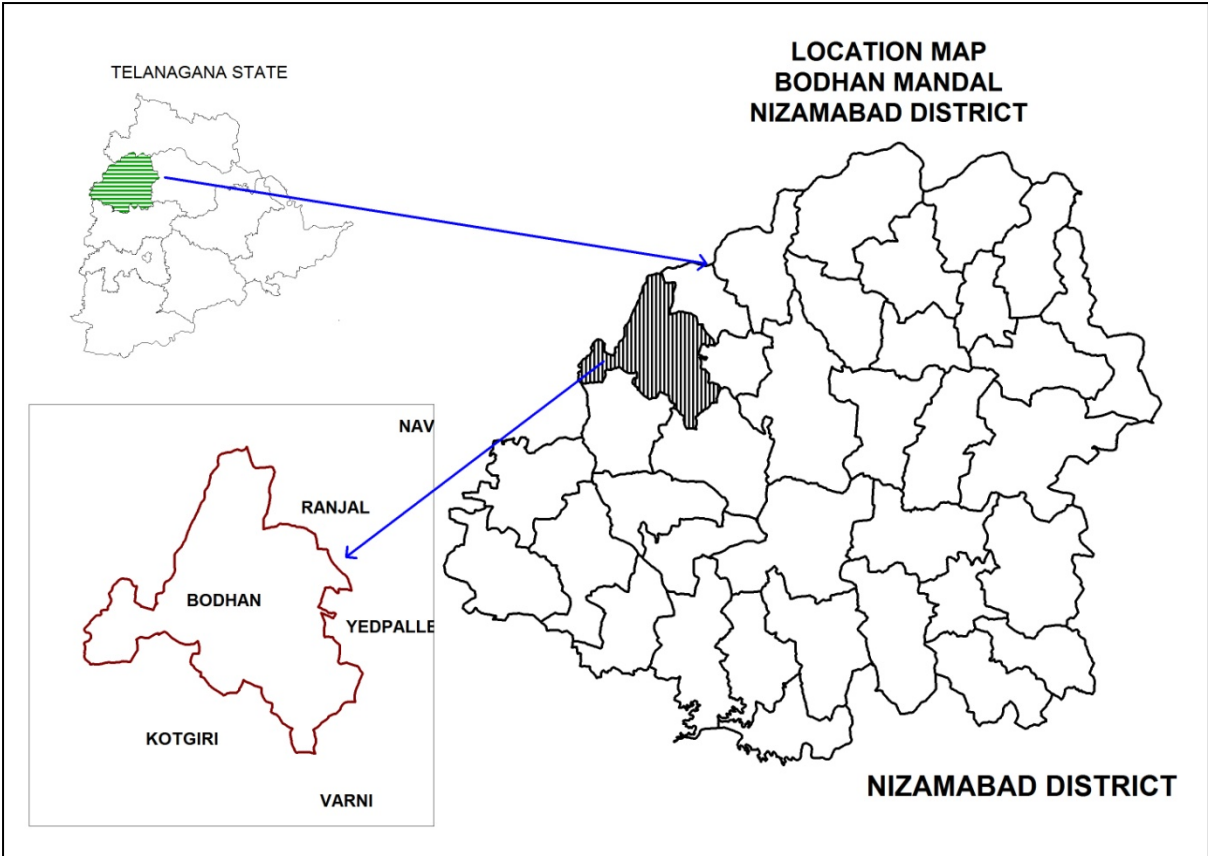 TELANAGANA STATE
LOCATION MAP
BODHAN MANDAL
NIZAMABAD DISTRICT
NAV
RANJAL
BODHAN
YEDPALLE
KOTGIRI
VARNI
NIZAMABAD DISTRICT